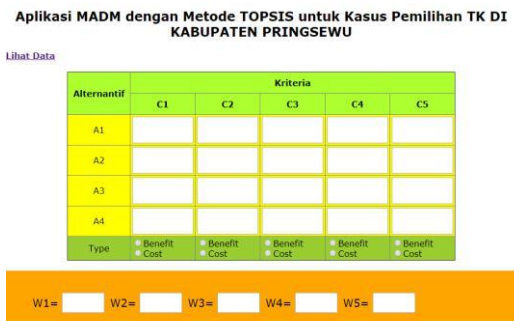 Aplikasi MADM dengan Metode TOPSIS untuk Kasus Pemilihan TK DI
KABUPATEN PRINGSEWU
Lihat Data
Alternantif
Kriteria
C1 C2 C3 C4 C5
A1
A2
A3
A4
Type
Benefit Benefit Benefit Benefit Benefit
Cost Cost Cost Cost Cost
W1= W2= W3= W4= W5=